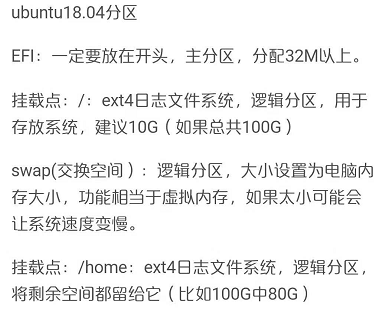 ubuntu18.04分区
EFI：一定要放在开头，主分区，分配32M以上。
挂载点：/：ext4日志文件系统，逻辑分区，用于
存放系统，建议10G（如果总共100G）
swap(交换空间）：逻辑分区，大小设置为电脑内
存大小，功能相当于虚拟内存，如果太小可能会
让系统速度变慢。
挂载点：/home：ext4日志文件系统，逻辑分区，
将剩余空间都留给它（比如100G中80G）